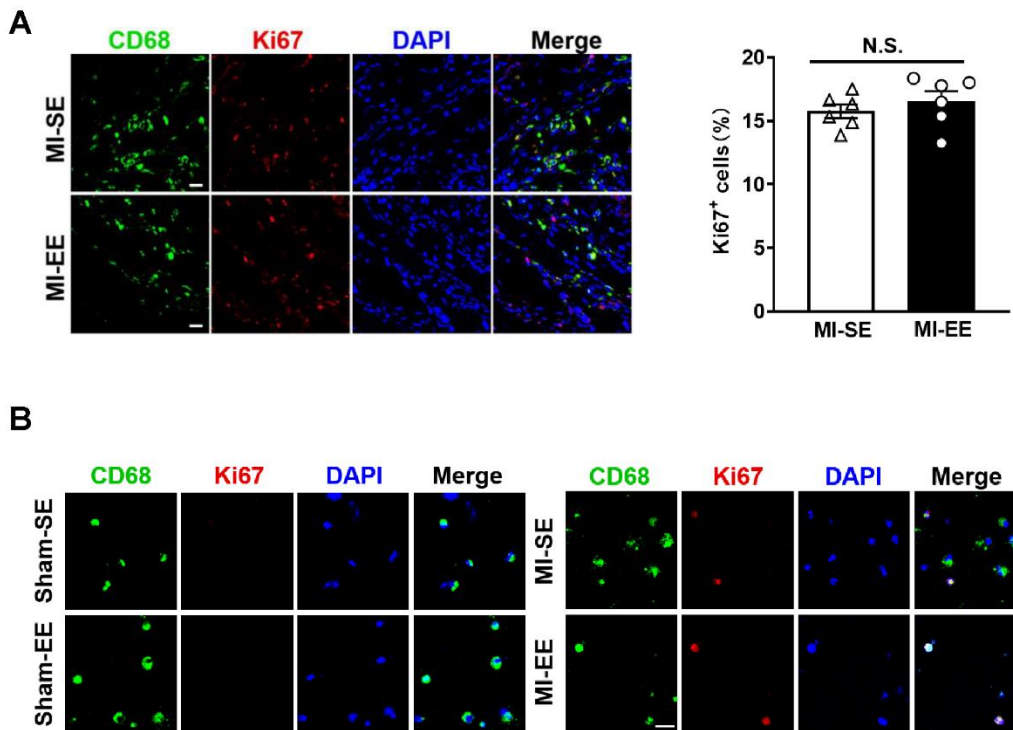 A
CD68 Ki67 DAPI Merge
MI-SE
MI-EE
N.S.
Ki67+ cells (%)
20
15
10
5
0
MI-SE MI-EE
B
CD68 Ki67 DAPI Merge
Sham-SE
Sham-EE
CD68 Ki67 DAPI Merge
MI-SE
MI-EE